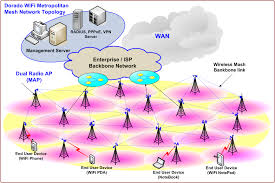 Dorado WiFi Metropolitan
Mesh Network Topology
RADIUS, PPPoE, VPN
Server
Management Server
WAN
Enterprise / ISP
Backbone Network
Dual Radio AP
(MAP)
Wireless Mesh
Backbone link
End User Device
(WiFi Phone)
End User Device
(WiFi PDA)
End User Device
(NoteBook)
End User Device
(WiFi NotePad)